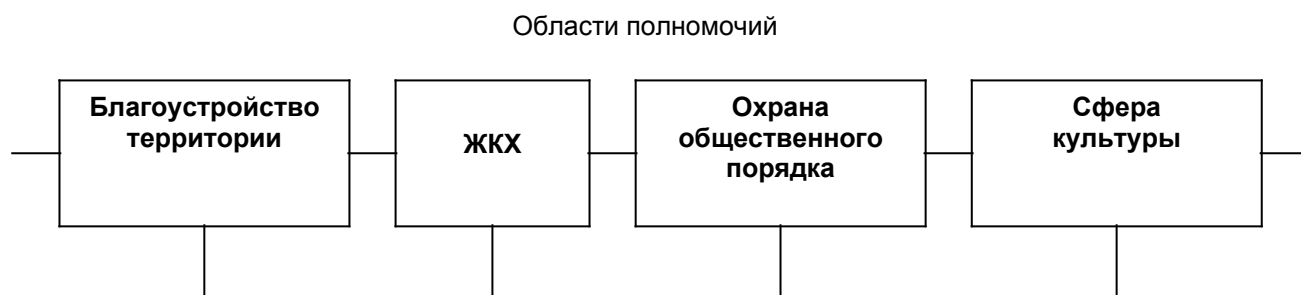 Области полномочий
Благоустройство
территории
ЖКХ
Охрана
общественного
порядка
Сфера
культуры